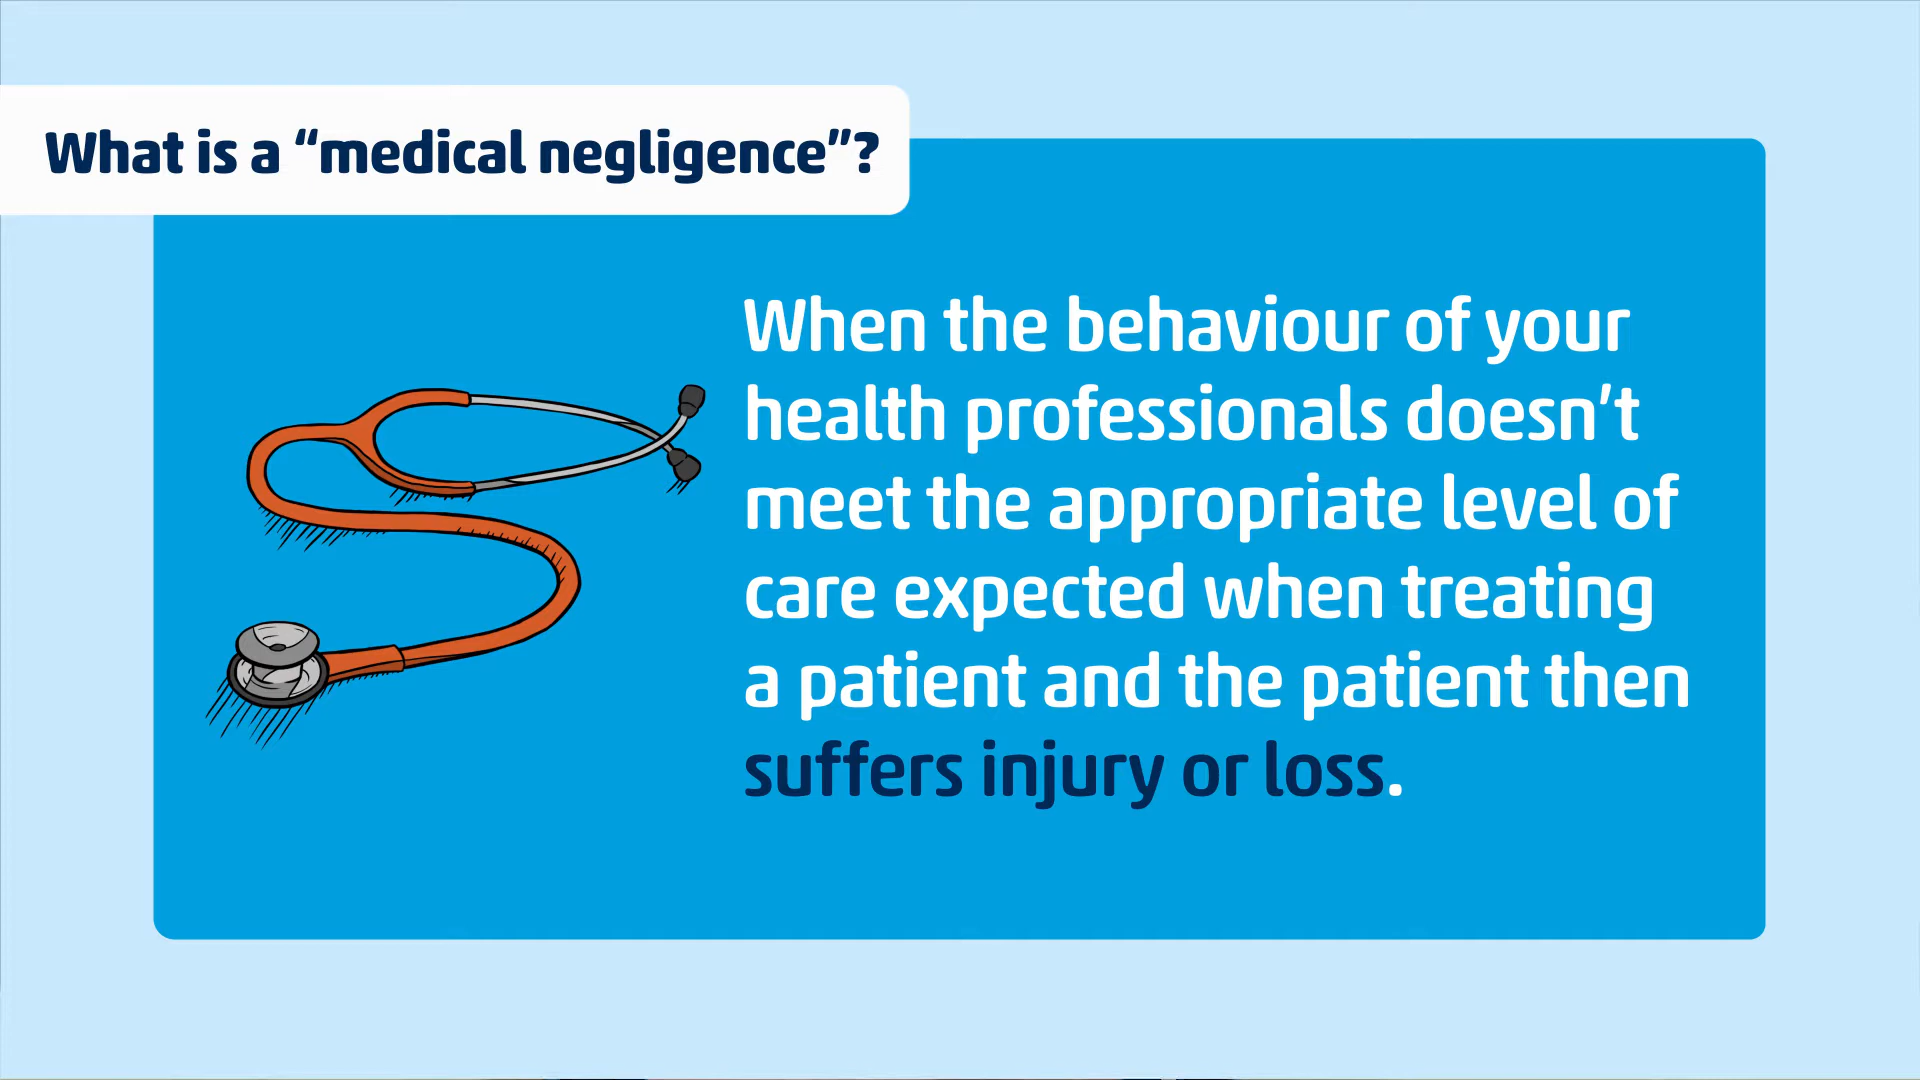 What is a “medical negligence”?
When the behaviour of your
health professionals doesn’t
meet the appropriate level of
care expected when treating
a patient and the patient then
suffers injury or loss.